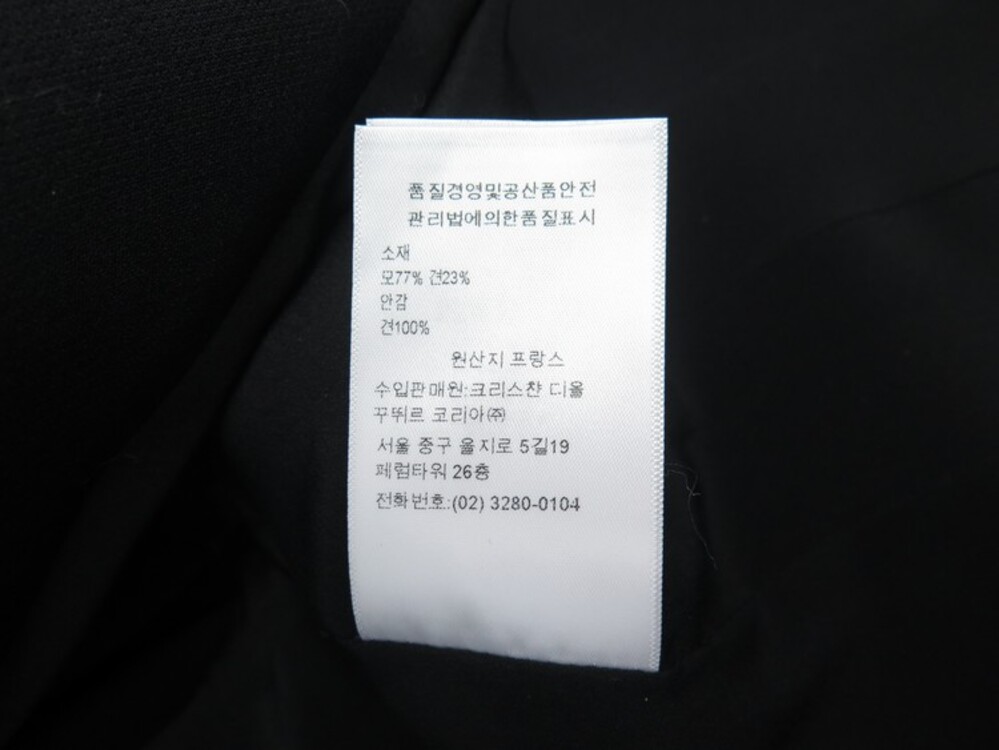 품질경영및공산품안전
관리법에의한품질표시
소재
모77% 견23%
안감
견100%
원산지 프랑스
수입판매원:크리스챤 디올
꾸뛰르 코리아㈜
서울 중구 을지로 5길19
페럼타워 26층
전화번호:(02) 3280-0104